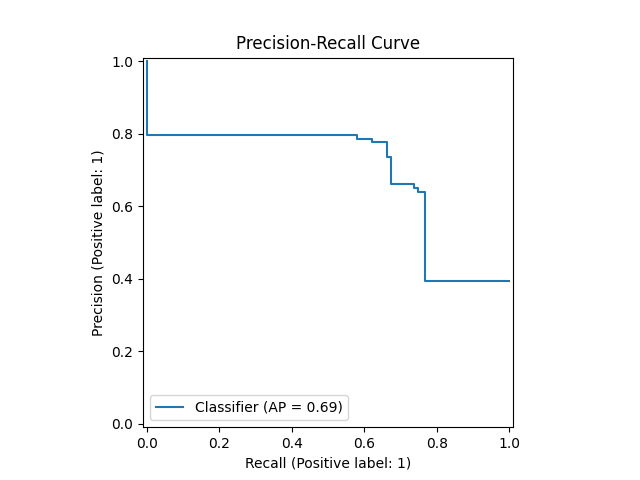 Precision-Recall Curve
Precision (Positive label: 1)
1.0
0.8
0.6
0.4
0.2
0.0
Classifier (AP = 0.69)
0.0 0.2 0.4 0.6 0.8 1.0
Recall (Positive label: 1)